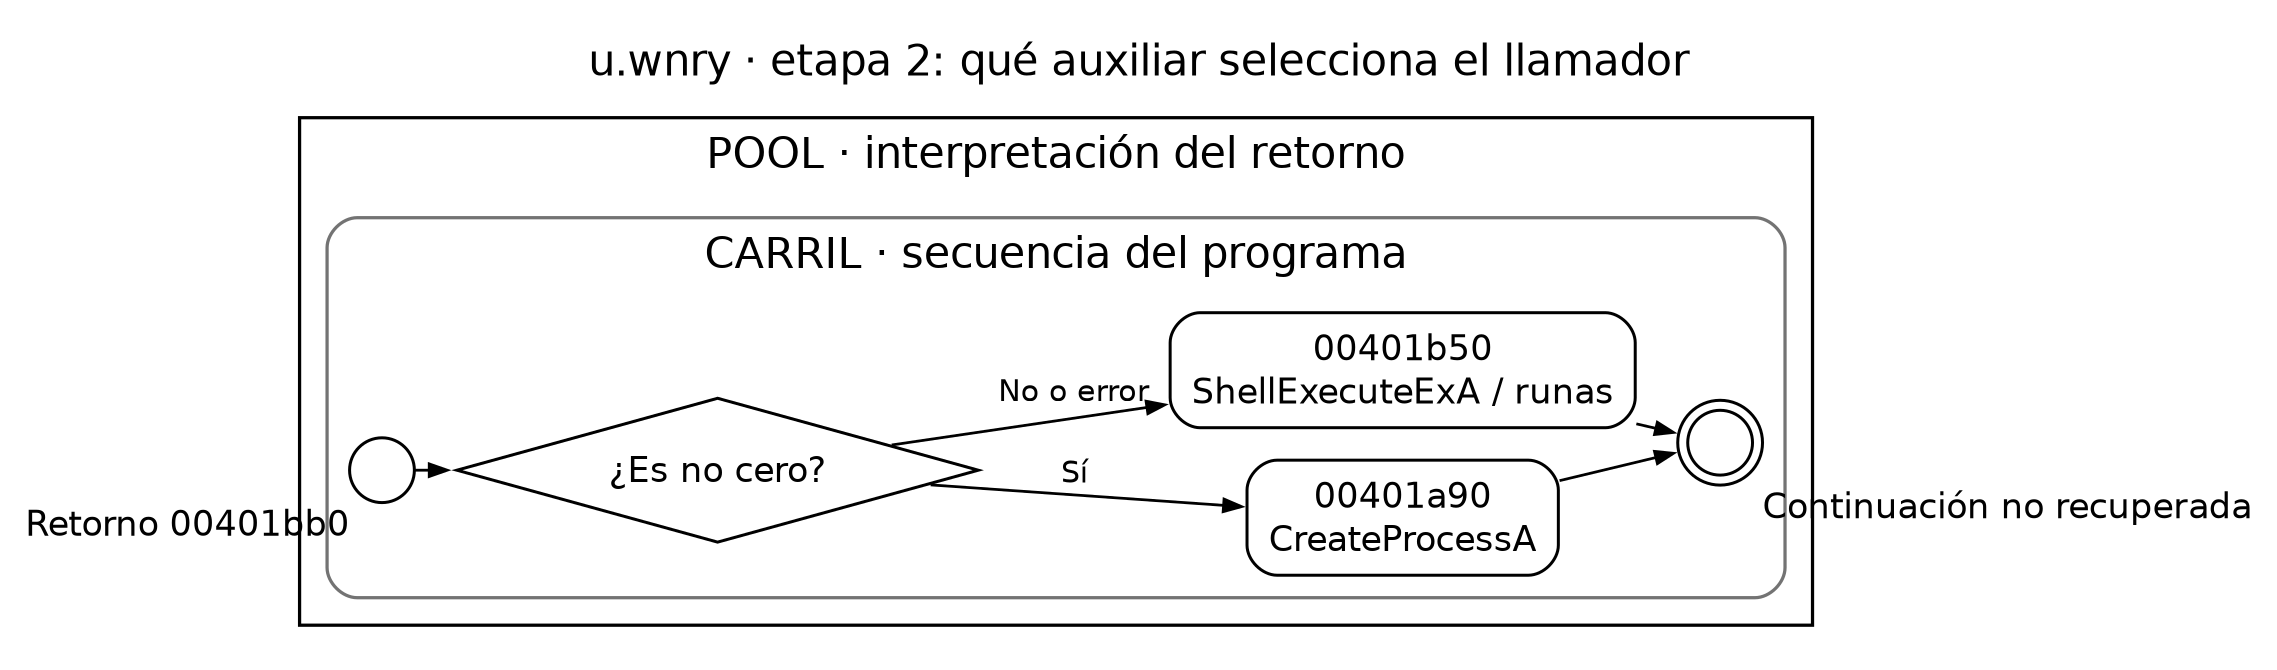 u.wnry · etapa 2: qué auxiliar selecciona el llamador
POOL · interpretación del retorno
CARRIL · secuencia del programa
Retorno 00401bb0
¿Es no cero?
No o error
00401b50
ShellExecuteExA / runas
Sí
00401a90
CreateProcessA
Continuación no recuperada